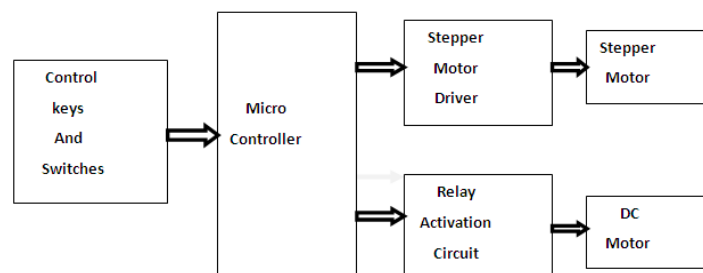 Control
keys
And
Switches
Micro
Controller
Stepper
Motor
Driver
Stepper
Motor
Relay
Activation
Circuit
DC
Motor